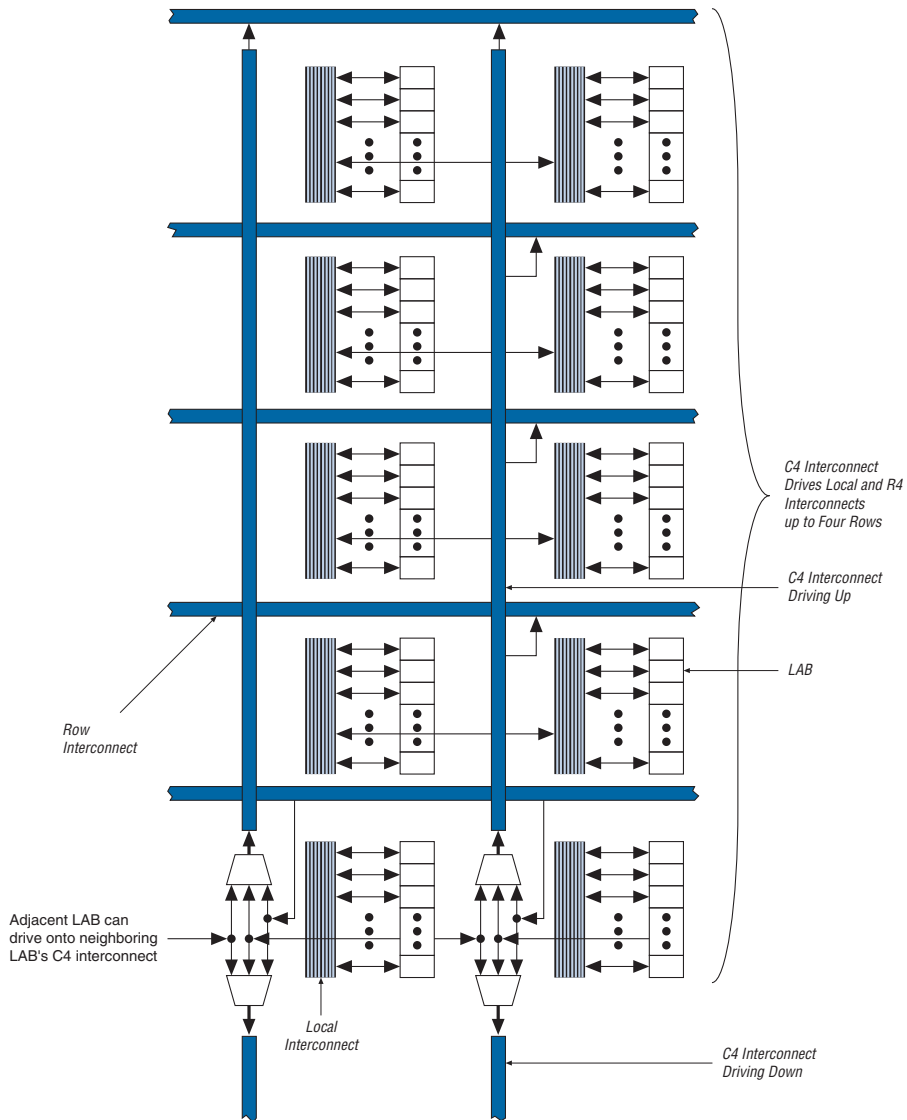 C4 Interconnect
Drives Local and R4
Interconnects
up to Four Rows
C4 Interconnect
Driving Up
LAB
Row
Interconnect
Adjacent LAB can
drive onto neighboring
LAB's C4 interconnect
Local
Interconnect
C4 Interconnect
Driving Down